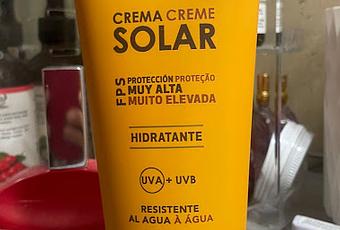 CREMA CREME
SOLAR
FPS
PROTECCIÓN PROTEÇÃO
MUY ALTA
MUITO ELEVADA
HIDRATANTE
UVA + UVB
RESISTENTE
AL AGUA À ÁGUA